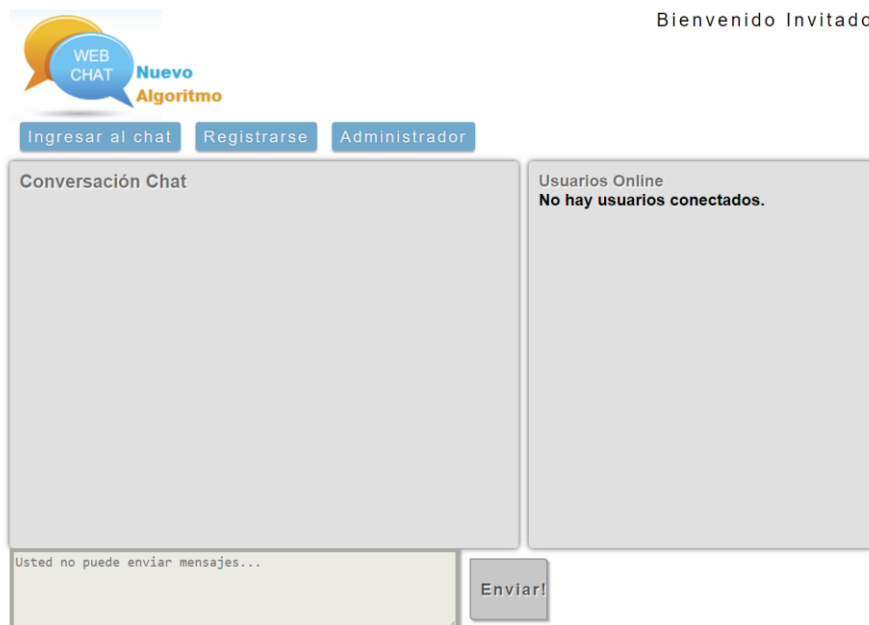 Bienvenido Invitado
WEB
CHAT
Nuevo
Algoritmo
Ingresar al chat
Registrarse
Administrador
Conversación Chat
Usuarios Online
No hay usuarios conectados.
Usted no puede enviar mensajes...
Enviar!